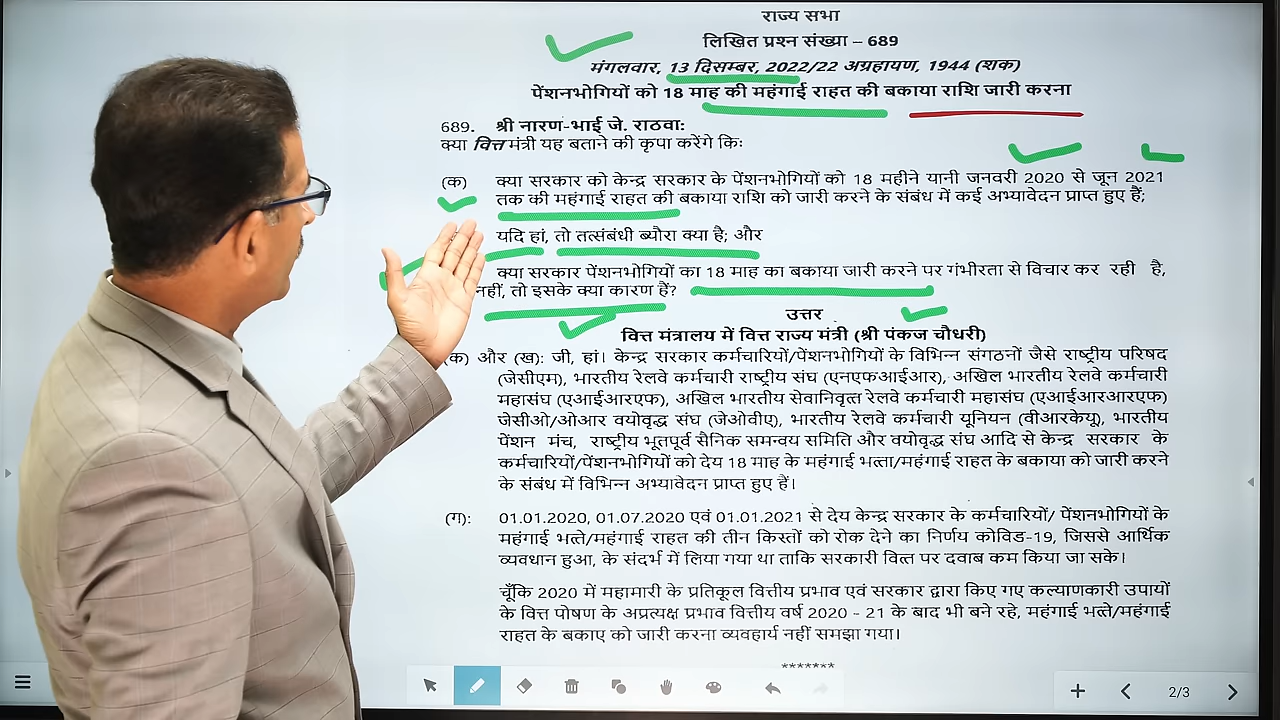 राज्य सभा
लिखित प्रश्न संख्या – 689
मंगलवार, 13 दिसम्बर, 2022/22 अग्रहायण, 1944 (शक)
पेंशनभोगियों को 18 माह की महंगाई राहत की बकाया राशि जारी करना
689. श्री नारण-भाई जे. राठवा:
क्या वित्त मंत्री यह बताने की कृपा करेंगे किः
(क) क्या सरकार को केन्द्र सरकार के पेंशनभोगियों को 18 महीने यानी जनवरी 2020 से जून 2021
तक की महंगाई राहत की बकाया राशि को जारी करने के संबंध में कई अभ्यावेदन प्राप्त हुए हैं;
यदि हां, तो तत्संबंधी ब्यौरा क्या है; और
क्या सरकार पेंशनभोगियों का 18 माह का बकाया जारी करने पर गंभीरता से विचार कर रही है,
नहीं, तो इसके क्या कारण हैं?
उत्तर
वित्त मंत्रालय में वित्त राज्य मंत्री (श्री पंकज चौधरी)
(क) और (ख): जी, हां। केन्द्र सरकार कर्मचारियों/पेंशनभोगियों के विभिन्न संगठनों जैसे राष्ट्रीय परिषद
(जेसीएम), भारतीय रेलवे कर्मचारी राष्ट्रीय संघ (एनएफआईआर), अखिल भारतीय रेलवे कर्मचारी
महासंघ (एआईआरएफ), अखिल भारतीय सेवानिवृत्त रेलवे कर्मचारी महासंघ (एआईआरआरएफ)
जेसीओ/ओआर वयोवृद्ध संघ (जेओवीए), भारतीय रेलवे कर्मचारी यूनियन (वीआरकेयू), भारतीय
पेंशन मंच, राष्ट्रीय भूतपूर्व सैनिक समन्वय समिति और वयोवृद्ध संघ आदि से केन्द्र सरकार के
कर्मचारियों/पेंशनभोगियों को देय 18 माह के महंगाई भत्ता/महंगाई राहत के बकाया को जारी करने
के संबंध में विभिन्न अभ्यावेदन प्राप्त हुए हैं।
(ग): 01.01.2020, 01.07.2020 एवं 01.01.2021 से देय केन्द्र सरकार के कर्मचारियों/ पेंशनभोगियों के
महंगाई भत्ते/महंगाई राहत की तीन किस्तों को रोक देने का निर्णय कोविड-19, जिससे आर्थिक
व्यवधान हुआ, के संदर्भ में लिया गया था ताकि सरकारी वित्त पर दवाब कम किया जा सके।
चूँकि 2020 में महामारी के प्रतिकूल वित्तीय प्रभाव एवं सरकार द्वारा किए गए कल्याणकारी उपायों
के वित्त पोषण के अप्रत्यक्ष प्रभाव वित्तीय वर्ष 2020 - 21 के बाद भी बने रहे, महंगाई भत्ते/महंगाई
राहत के बकाए को जारी करना व्यवहार्य नहीं समझा गया।
*******
2/3